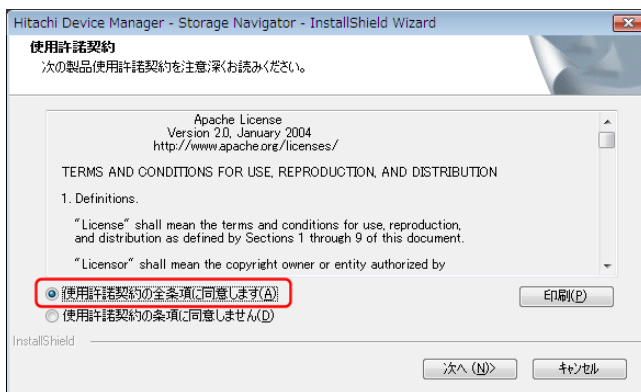 Hitachi Device Manager - Storage Navigator - InstallShield Wizard
使用許諾契約
次の製品使用許諾契約を注意深くお読みください。
Apache License
Version 2.0, January 2004
http://www.apache.org/licenses/
TERMS AND CONDITIONS FOR USE, REPRODUCTION, AND DISTRIBUTION
1. Definitions.
"License" shall mean the terms and conditions for use, reproduction,
and distribution as defined by Sections 1 through 9 of this document.
"Licensor" shall mean the copyright owner or entity authorized by
使用許諾契約の全条項に同意します(A)
印刷(P)
使用許諾契約の条項に同意しません(D)
InstallShield
次へ (N)>
キャンセル